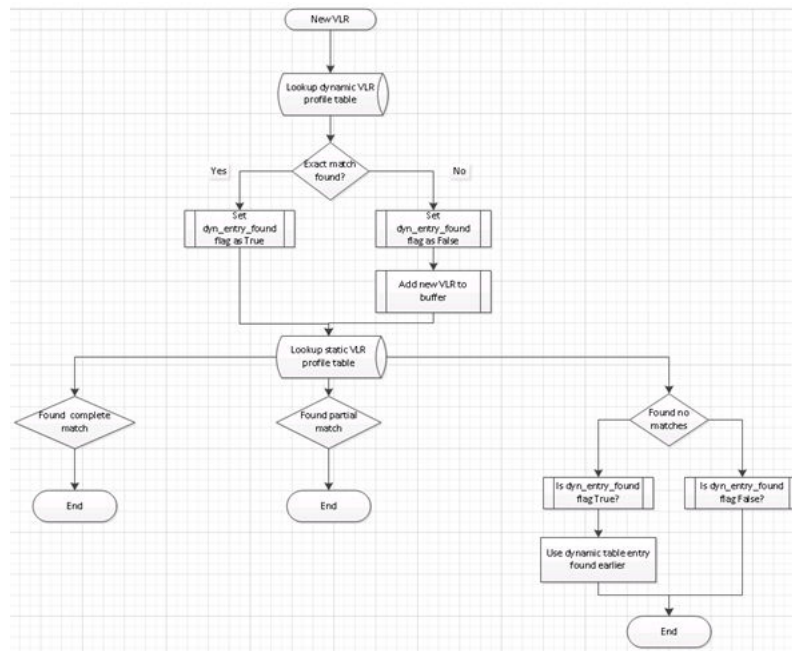 New VLR
Lookup dynamic VLR
profile table
Exact match
found?
Yes
No
Set
dyn_entry_found
flag as True
Set
dyn_entry_found
flag as False
Add new VLR to
buffer
Lookup static VLR
profile table
Found complete
match
Found partial
match
Found no
matches
End
End
Is dyn_entry_found
flag True?
Is dyn_entry_found
flag False?
Use dynamic table entry
found earlier
End